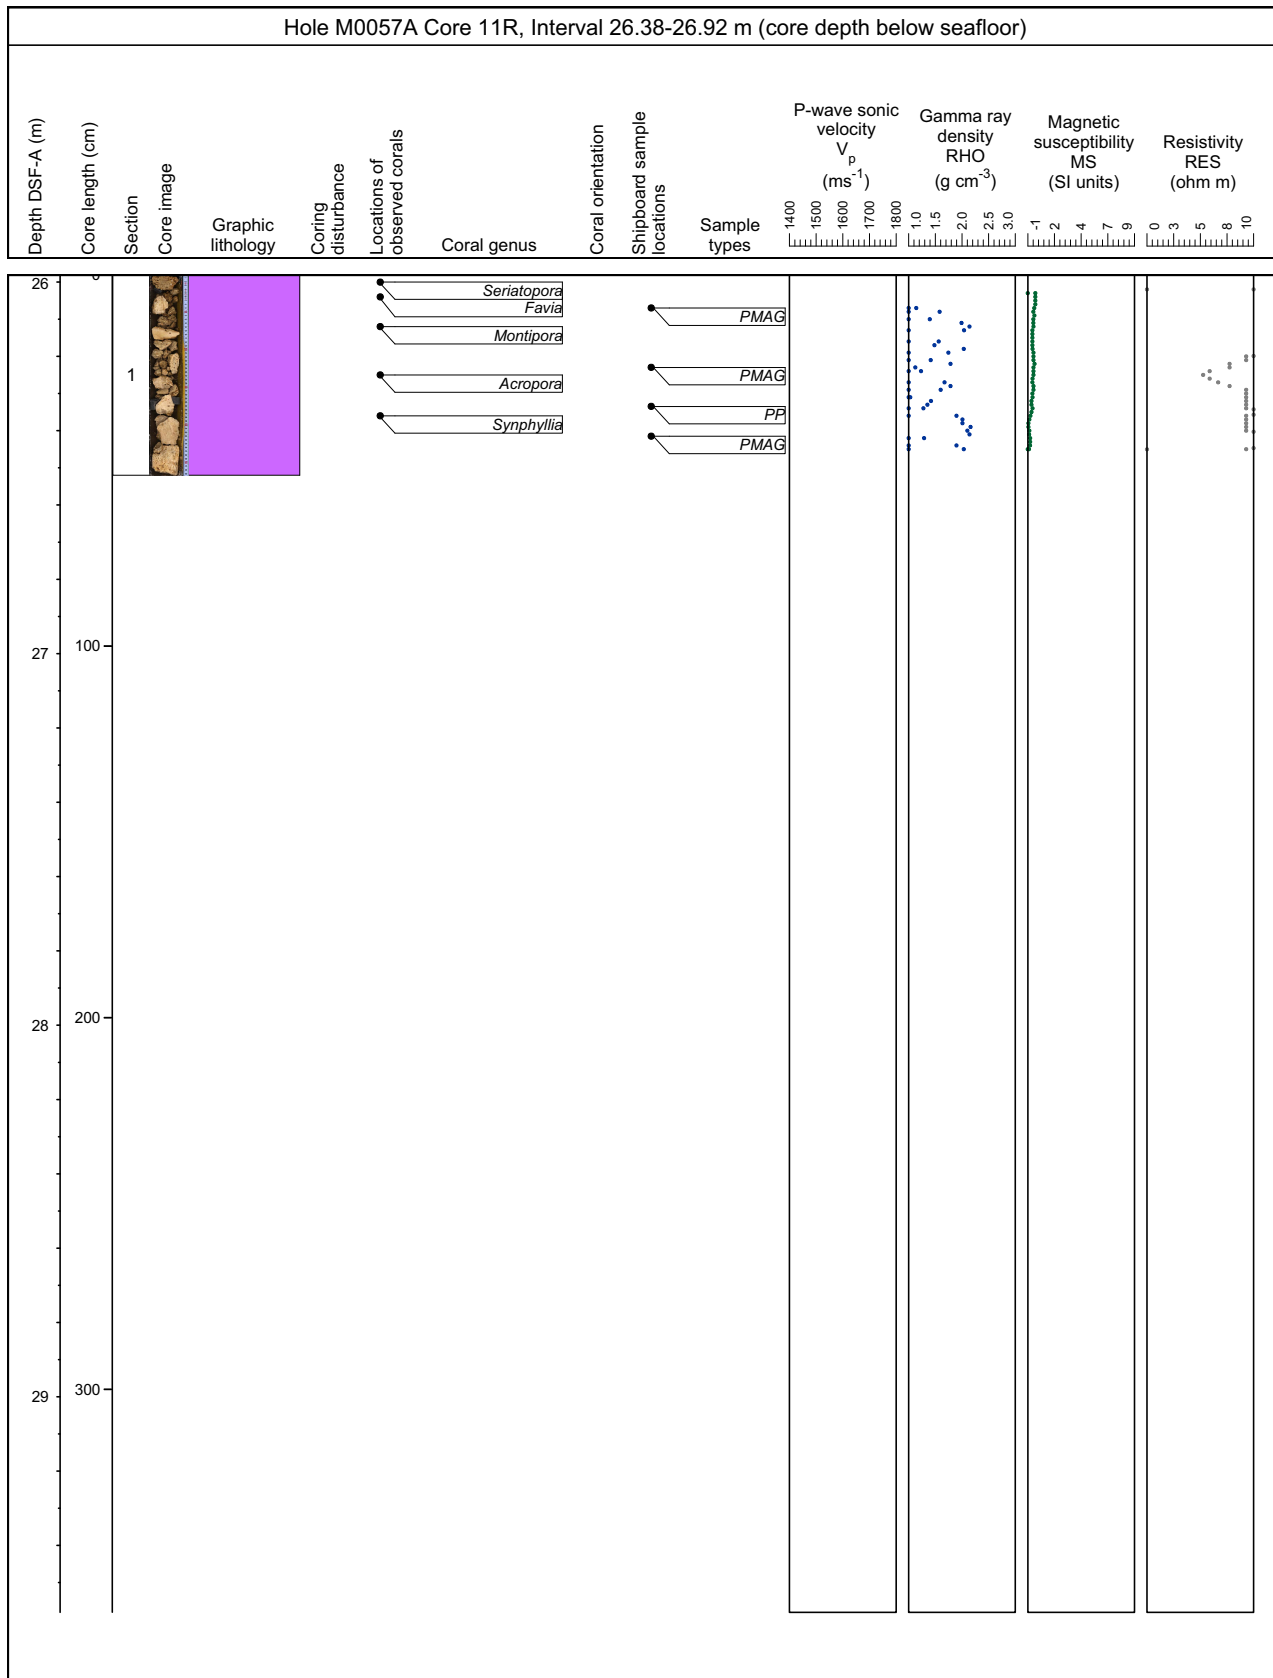 Hole M0057A Core 11R, Interval 26.38-26.92 m (core depth below seafloor)
Depth DSF-A (m)
Core length (cm)
Section
Core image
Graphic
lithology
Coring
disturbance
Locations of
observed corals
Coral genus
Coral orientation
Shipboard sample
locations
Sample
types
P-wave sonic
velocity
Vp
(ms-1)
1400
1500
1600
1700
1800
Gamma ray
density
RHO
(g cm-3)
1.0
1.5
2.0
2.5
3.0
Magnetic
susceptibility
MS
(SI units)
-1
2
4
7
9
Resistivity
RES
(ohm m)
0
3
5
8
10
26
0
1
Seriatopora
Favia
Montipora
Acropora
Synphyllia
PMAG
PMAG
PP
PMAG
27
100
28
200
29
300